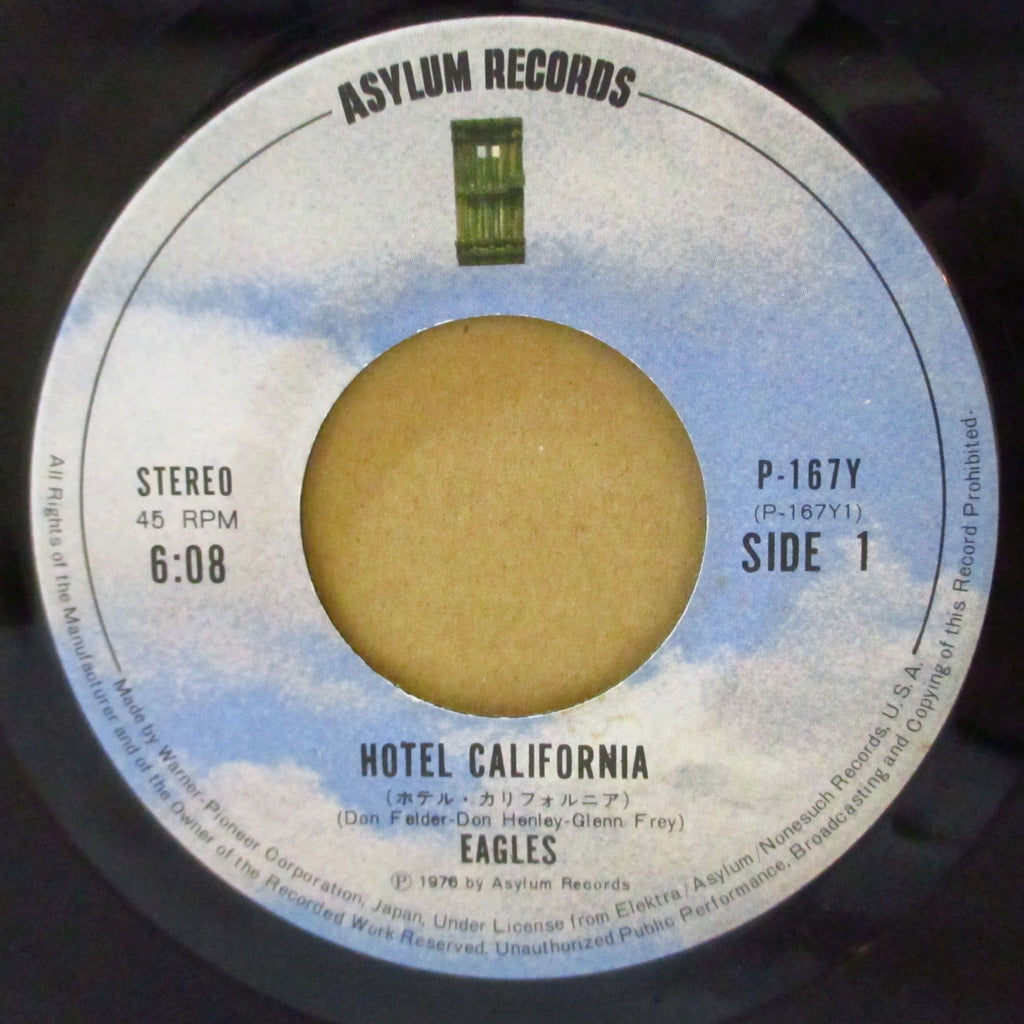 ASYLUM RECORDS
STEREO
45 RPM
6:08
P-167Y
(P-167Y1)
SIDE 1
HOTEL CALIFORNIA
(ホテル・カリフォルニア)
(Don Felder-Don Henley-Glenn Frey)
EAGLES
Ⓟ 1976 by Asylum Records
Made by Warner-Pioneer Corporation, Japan, Under License from Elektra/Asylum/Nonesuch Records, U.S.A.
All Rights of the Manufacturer and of the Owner of the Recorded Work Reserved. Unauthorized Public Performance, Broadcasting and Copying of this Record Prohibited.